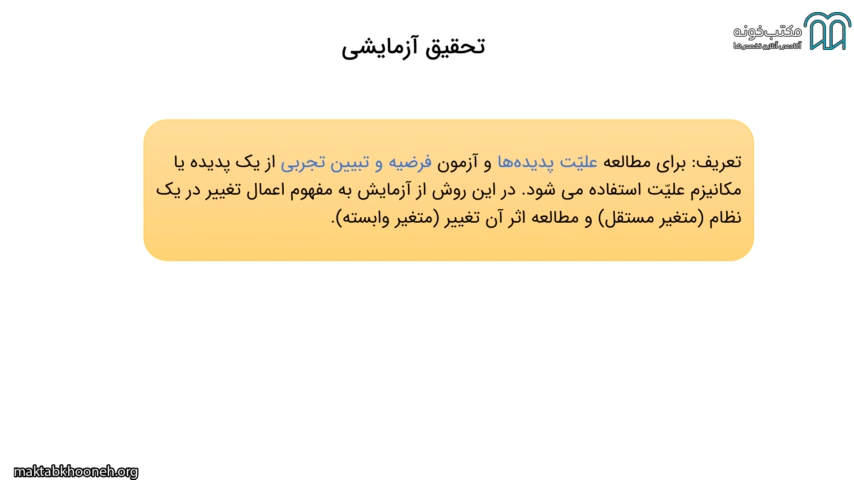 مکتب‌خونه
آکادمی آنلاین تخصص‌ها
تحقیق آزمایشی
تعریف: برای مطالعه علیّت پدیده‌ها و آزمون فرضیه و تبیین تجربی از یک پدیده یا
مکانیزم علیّت استفاده می شود. در این روش از آزمایش به مفهوم اعمال تغییر در یک
نظام (متغیر مستقل) و مطالعه اثر آن تغییر (متغیر وابسته).
maktabkhooneh.org